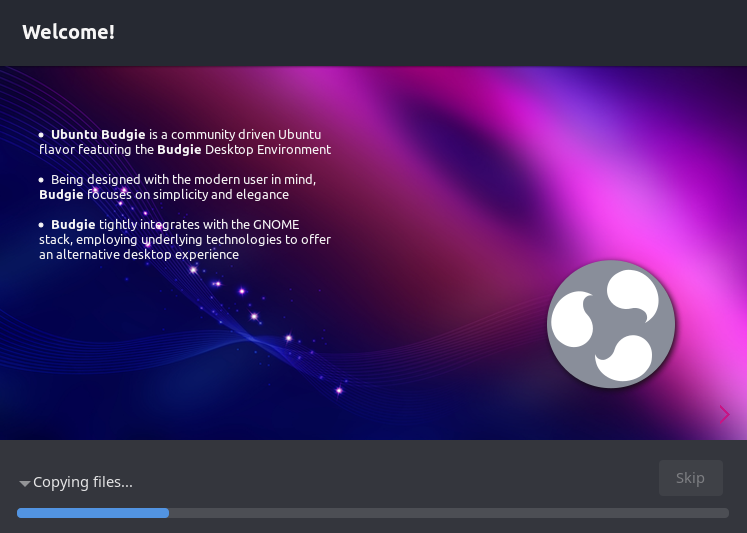 Welcome!
• Ubuntu Budgie is a community driven Ubuntu
flavor featuring the Budgie Desktop Environment
• Being designed with the modern user in mind,
Budgie focuses on simplicity and elegance
• Budgie tightly integrates with the GNOME
stack, employing underlying technologies to offer
an alternative desktop experience
Copying files...
Skip